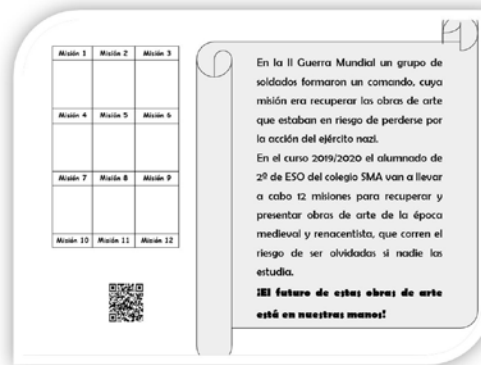 Misión 1 Misión 2 Misión 3
Misión 4 Misión 5 Misión 6
Misión 7 Misión 8 Misión 9
Misión 10 Misión 11 Misión 12
En la II Guerra Mundial un grupo de
soldados formaron un comando, cuya
misión era recuperar las obras de arte
que estaban en riesgo de perderse por
la acción del ejército nazi.
En el curso 2019/2020 el alumnado de
2º de ESO del colegio SMA van a llevar
a cabo 12 misiones para recuperar y
presentar obras de arte de la época
medieval y renacentista, que corren el
riesgo de ser olvidadas si nadie las
estudia.
¡El futuro de estas obras de arte
está en nuestras manos!